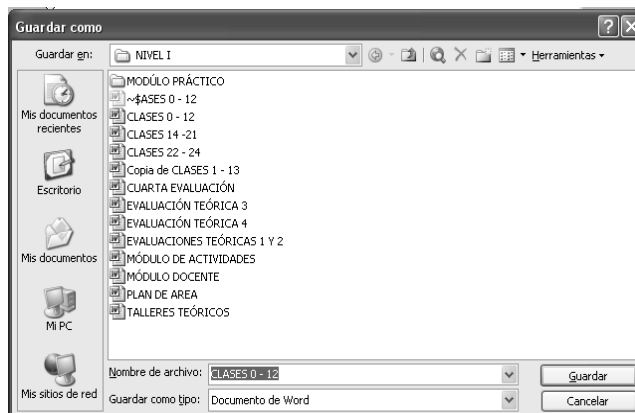 Guardar como
Guardar en:
NIVEL I
Herramientas
MODÚLO PRÁCTICO
~$ASES 0 - 12
CLASES 0 - 12
CLASES 14 -21
CLASES 22 - 24
Copia de CLASES 1 - 13
CUARTA EVALUACIÓN
EVALUACIÓN TEÓRICA 3
EVALUACIÓN TEÓRICA 4
EVALUACIONES TEÓRICAS 1 Y 2
MÓDULO DE ACTIVIDADES
MÓDULO DOCENTE
PLAN DE AREA
TALLERES TEÓRICOS
Mis documentos
recientes
Escritorio
Mis documentos
Mi PC
Mis sitios de red
Nombre de archivo:
CLASES 0 - 12
Guardar
Guardar como tipo:
Documento de Word
Cancelar